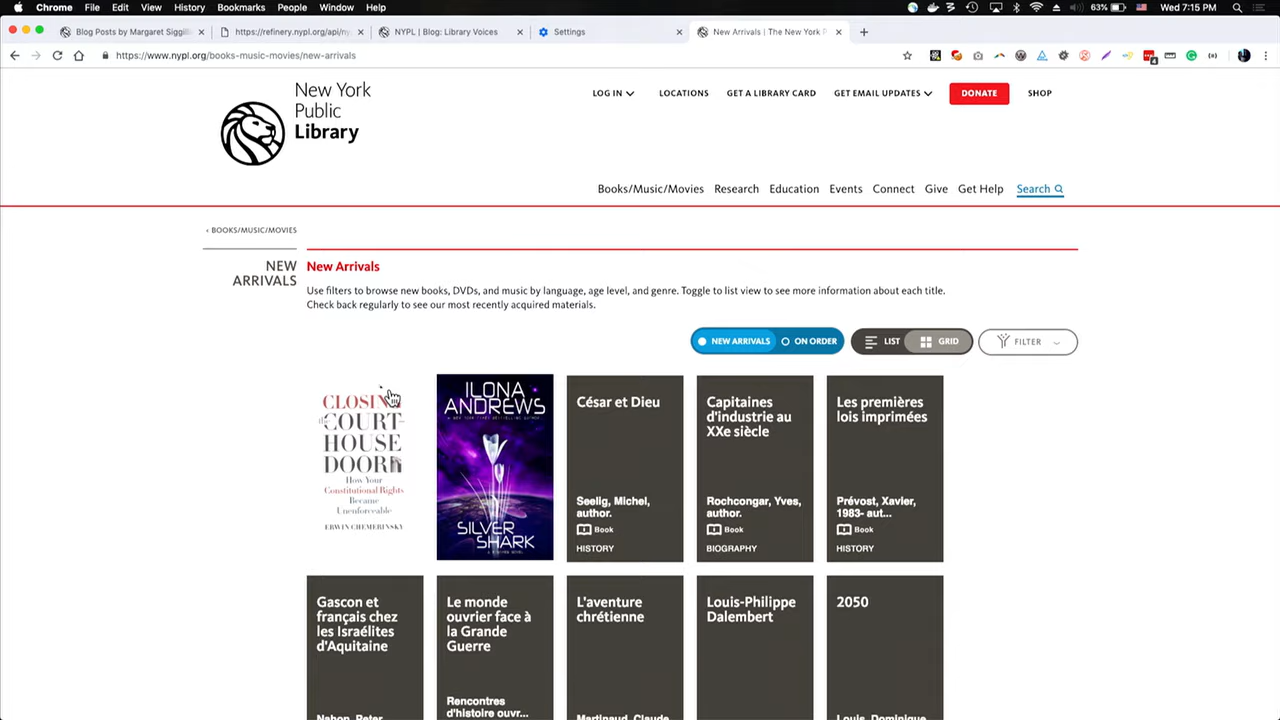 Chrome File Edit View History Bookmarks People Window Help
63% Wed 7:15 PM
Blog Posts by Margaret Siggill
https://refinery.nypl.org/api/ny
NYPL | Blog: Library Voices
Settings
New Arrivals | The New York P
https://www.nypl.org/books-music-movies/new-arrivals
4
New York
Public
Library
LOG IN
LOCATIONS
GET A LIBRARY CARD
GET EMAIL UPDATES
DONATE
SHOP
Books/Music/Movies
Research
Education
Events
Connect
Give
Get Help
Search
‹ BOOKS/MUSIC/MOVIES
NEW
ARRIVALS
New Arrivals
Use filters to browse new books, DVDs, and music by language, age level, and genre. Toggle to list view to see more information about each title.
Check back regularly to see our most recently acquired materials.
NEW ARRIVALS
ON ORDER
LIST
GRID
FILTER
CLOSING
the COURT-
HOUSE
DOOR
How Your
Constitutional Rights
Became
Unenforceable
ERWIN CHEMERINSKY
ILONA
ANDREWS
SILVER
SHARK
César et Dieu
Seelig, Michel,
author.
Book
HISTORY
Capitaines
d'industrie au
XXe siècle
Rochcongar, Yves,
author.
Book
BIOGRAPHY
Les premières
lois imprimées
Prévost, Xavier,
1983- aut...
Book
HISTORY
Gascon et
français chez
les Israélites
d'Aquitaine
Nahon, Peter,
Le monde
ouvrier face à
la Grande
Guerre
Rencontres
d'histoire ouvr...
L'aventure
chrétienne
Martinaud, Claude
Louis-Philippe
Dalembert
2050
Louis, Dominique